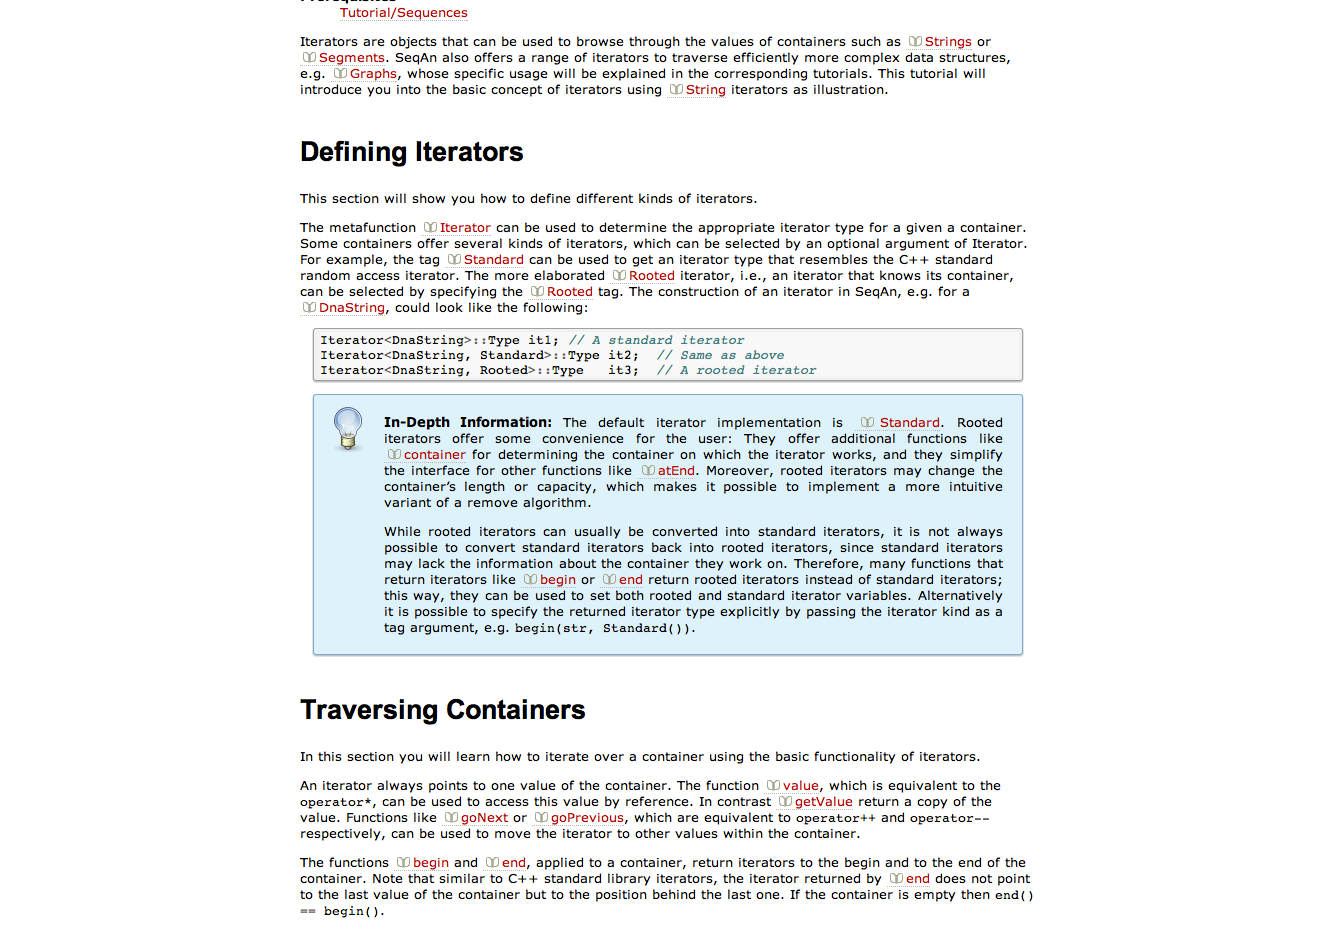 Tutorial/Sequences
Iterators are objects that can be used to browse through the values of containers such as Strings or
Segments. SeqAn also offers a range of iterators to traverse efficiently more complex data structures,
e.g. Graphs, whose specific usage will be explained in the corresponding tutorials. This tutorial will
introduce you into the basic concept of iterators using String iterators as illustration.
Defining Iterators
This section will show you how to define different kinds of iterators.
The metafunction Iterator can be used to determine the appropriate iterator type for a given a container.
Some containers offer several kinds of iterators, which can be selected by an optional argument of Iterator.
For example, the tag Standard can be used to get an iterator type that resembles the C++ standard
random access iterator. The more elaborated Rooted iterator, i.e., an iterator that knows its container,
can be selected by specifying the Rooted tag. The construction of an iterator in SeqAn, e.g. for a
DnaString, could look like the following:
Iterator<DnaString>::Type it1; // A standard iterator
Iterator<DnaString, Standard>::Type it2;  // Same as above
Iterator<DnaString, Rooted>::Type   it3;  // A rooted iterator
In-Depth Information: The default iterator implementation is Standard. Rooted
iterators offer some convenience for the user: They offer additional functions like
container for determining the container on which the iterator works, and they simplify
the interface for other functions like atEnd. Moreover, rooted iterators may change the
container’s length or capacity, which makes it possible to implement a more intuitive
variant of a remove algorithm.
While rooted iterators can usually be converted into standard iterators, it is not always
possible to convert standard iterators back into rooted iterators, since standard iterators
may lack the information about the container they work on. Therefore, many functions that
return iterators like begin or end return rooted iterators instead of standard iterators;
this way, they can be used to set both rooted and standard iterator variables. Alternatively
it is possible to specify the returned iterator type explicitly by passing the iterator kind as a
tag argument, e.g. begin(str, Standard()).
Traversing Containers
In this section you will learn how to iterate over a container using the basic functionality of iterators.
An iterator always points to one value of the container. The function value, which is equivalent to the
operator*, can be used to access this value by reference. In contrast getValue return a copy of the
value. Functions like goNext or goPrevious, which are equivalent to operator++ and operator--
respectively, can be used to move the iterator to other values within the container.
The functions begin and end, applied to a container, return iterators to the begin and to the end of the
container. Note that similar to C++ standard library iterators, the iterator returned by end does not point
to the last value of the container but to the position behind the last one. If the container is empty then end()
== begin().